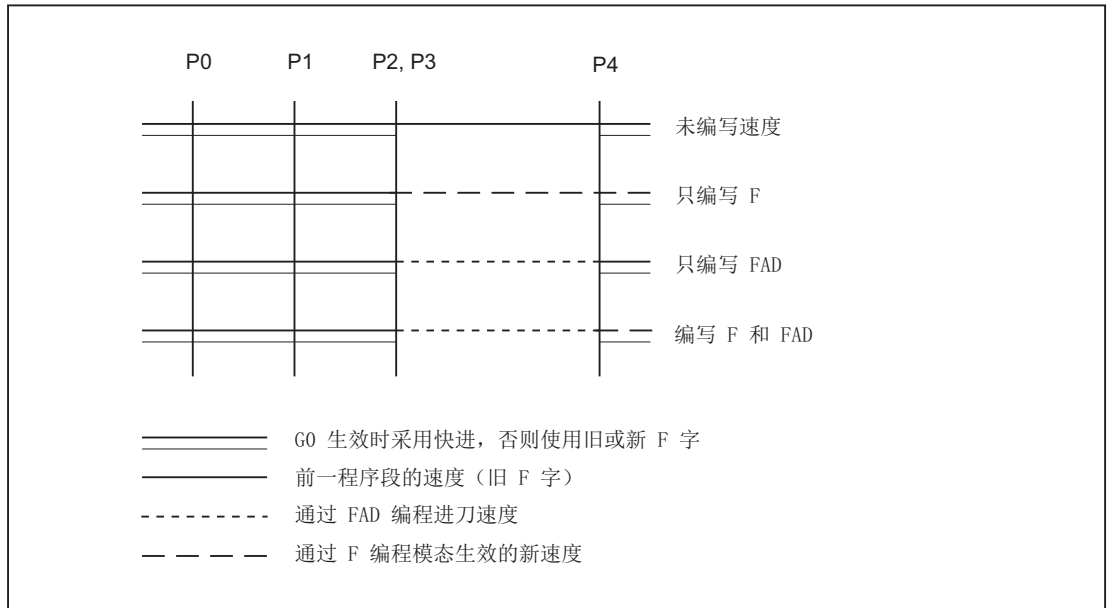 P0 P1 P2, P3 P4
未编写速度
只编写 F
只编写 FAD
编写 F 和 FAD
G0 生效时采用快进，否则使用旧或新 F 字
前一程序段的速度（旧 F 字）
通过 FAD 编程进刀速度
通过 F 编程模态生效的新速度